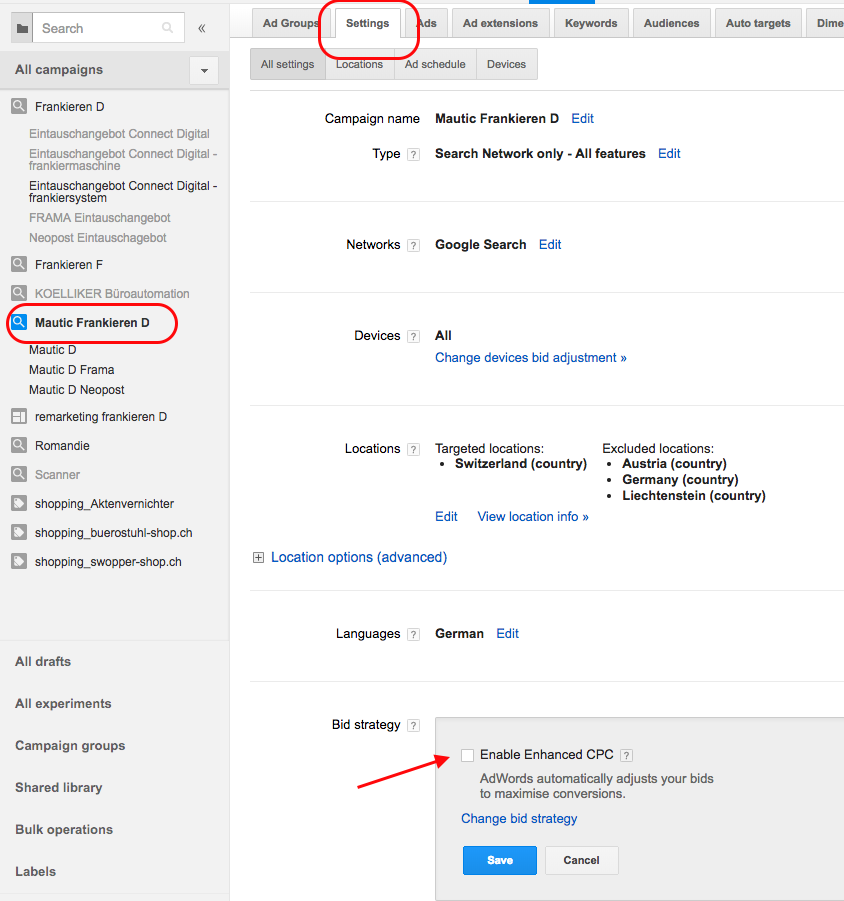 Search
«
All campaigns
Frankieren D
Eintauschangebot Connect Digital
Eintauschangebot Connect Digital -
frankiermaschine
Eintauschangebot Connect Digital -
frankiersystem
FRAMA Eintauschangebot
Neopost Eintauschagebot
Frankieren F
KOELLIKER Büroautomation
Mautic Frankieren D
Mautic D
Mautic D Frama
Mautic D Neopost
remarketing frankieren D
Romandie
Scanner
shopping_Aktenvernichter
shopping_buerostuhl-shop.ch
shopping_swopper-shop.ch
All drafts
All experiments
Campaign groups
Shared library
Bulk operations
Labels
Ad Groups Settings Ads Ad extensions Keywords Audiences Auto targets Dime
All settings Locations Ad schedule Devices
Campaign name Mautic Frankieren D Edit
Type ? Search Network only - All features Edit
Networks ? Google Search Edit
Devices ? All
Change devices bid adjustment »
Locations ? Targeted locations: Excluded locations:
• Switzerland (country) • Austria (country)
• Germany (country)
• Liechtenstein (country)
Edit View location info »
Location options (advanced)
Languages ? German Edit
Bid strategy ?
Enable Enhanced CPC ?
AdWords automatically adjusts your bids
to maximise conversions.
Change bid strategy
Save Cancel